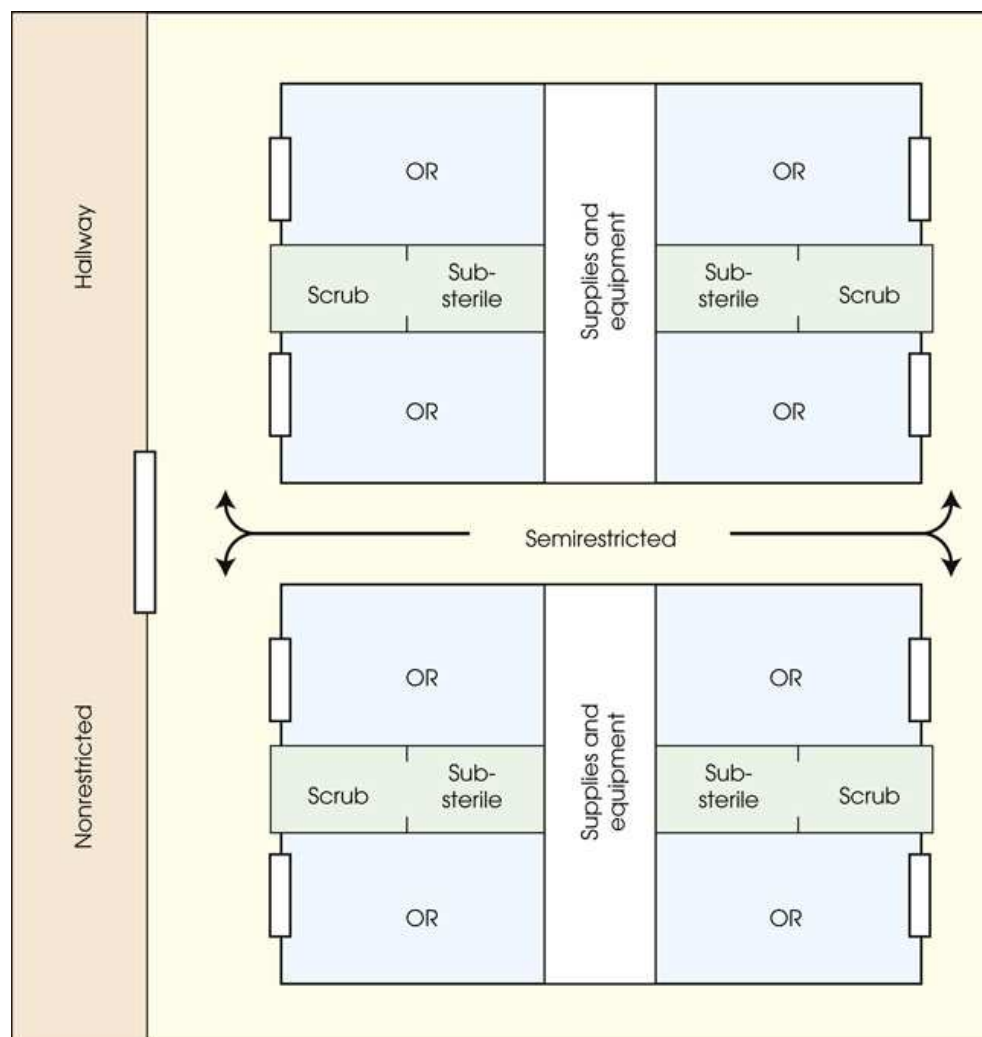 Hallway
Nonrestricted
OR
OR
Scrub
Sub-
sterile
Supplies and
equipment
Sub-
sterile
Scrub
OR
OR
Semirestricted
OR
OR
Scrub
Sub-
sterile
Supplies and
equipment
Sub-
sterile
Scrub
OR
OR